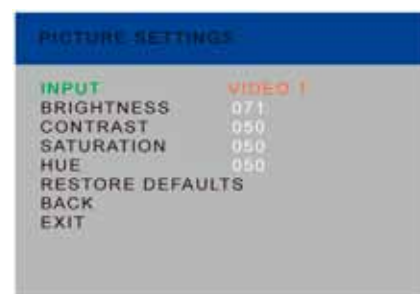 PICTURE SETTINGS
INPUT VIDEO 1
BRIGHTNESS 071
CONTRAST 050
SATURATION 050
HUE 050
RESTORE DEFAULTS
BACK
EXIT